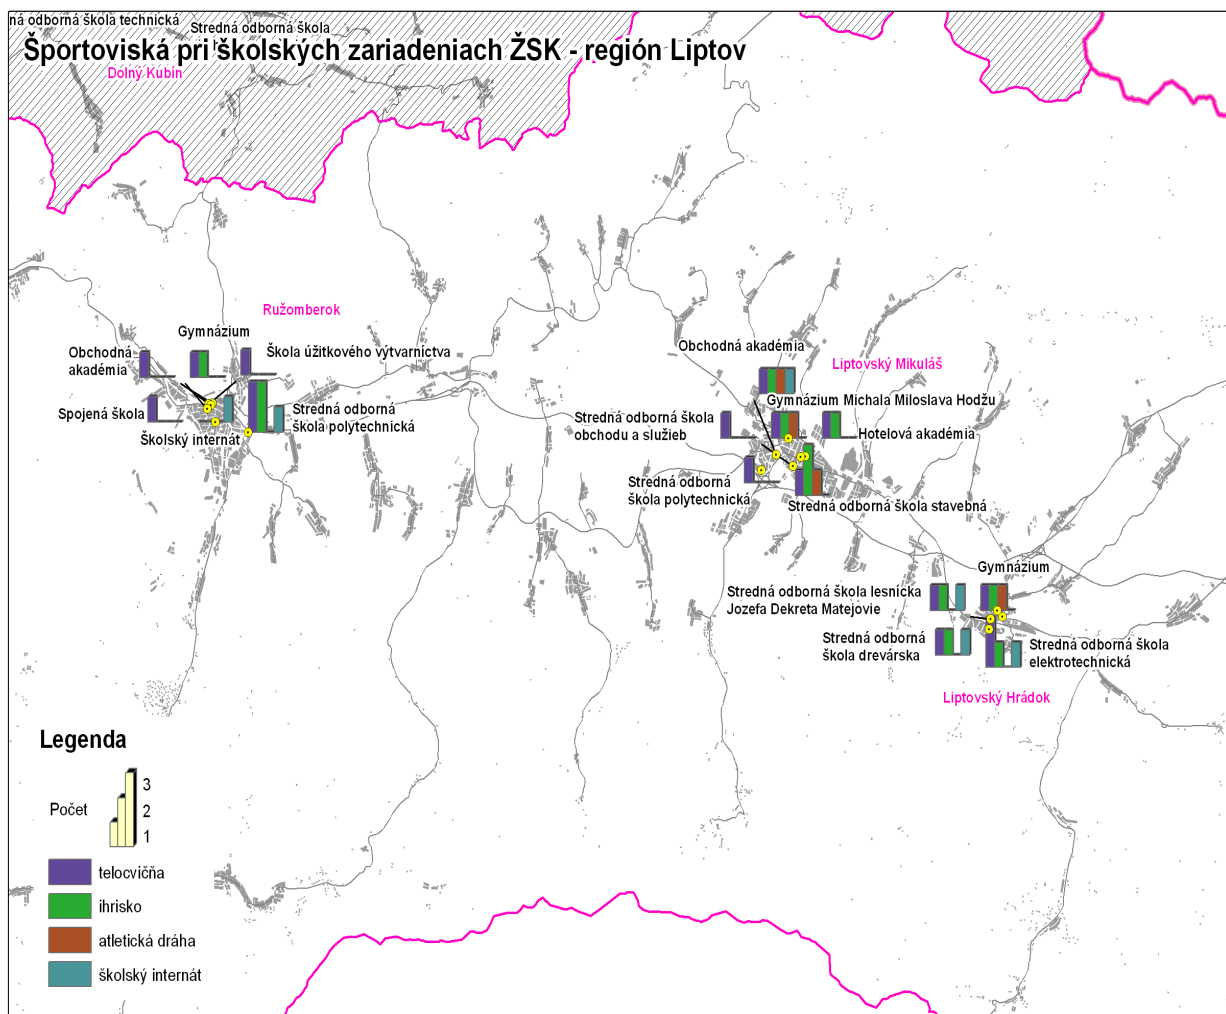 ná odborná škola technická
Stredná odborná škola
Športoviská pri školských zariadeniach ŽSK - región Liptov
Dolný Kubín
Ružomberok
Gymnázium
Obchodná
akadémia
Škola úžitkového výtvarníctva
Spojená škola
Školský internát
Stredná odborná
škola polytechnická
Obchodná akadémia
Liptovský Mikuláš
Gymnázium Michala Miloslava Hodžu
Stredná odborná škola
obchodu a služieb
Hotelová akadémia
Stredná odborná
škola polytechnická
Stredná odborná škola stavebná
Gymnázium
Stredná odborná škola lesnícka
Jozefa Dekreta Matejovie
Stredná odborná
škola drevárska
Stredná odborná škola
elektrotechnická
Liptovský Hrádok
Legenda
Počet
3
2
1
telocvičňa
ihrisko
atletická dráha
školský internát